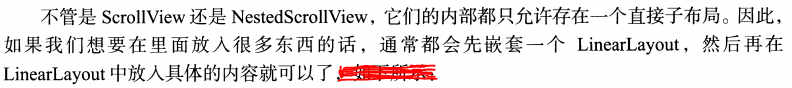 不管是 ScrollView 还是 NestedScrollView，它们的内部都只允许存在一个直接子布局。因此，
如果我们想要在里面放入很多东西的话，通常都会先嵌套一个 LinearLayout，然后再在
LinearLayout 中放入具体的内容就可以了